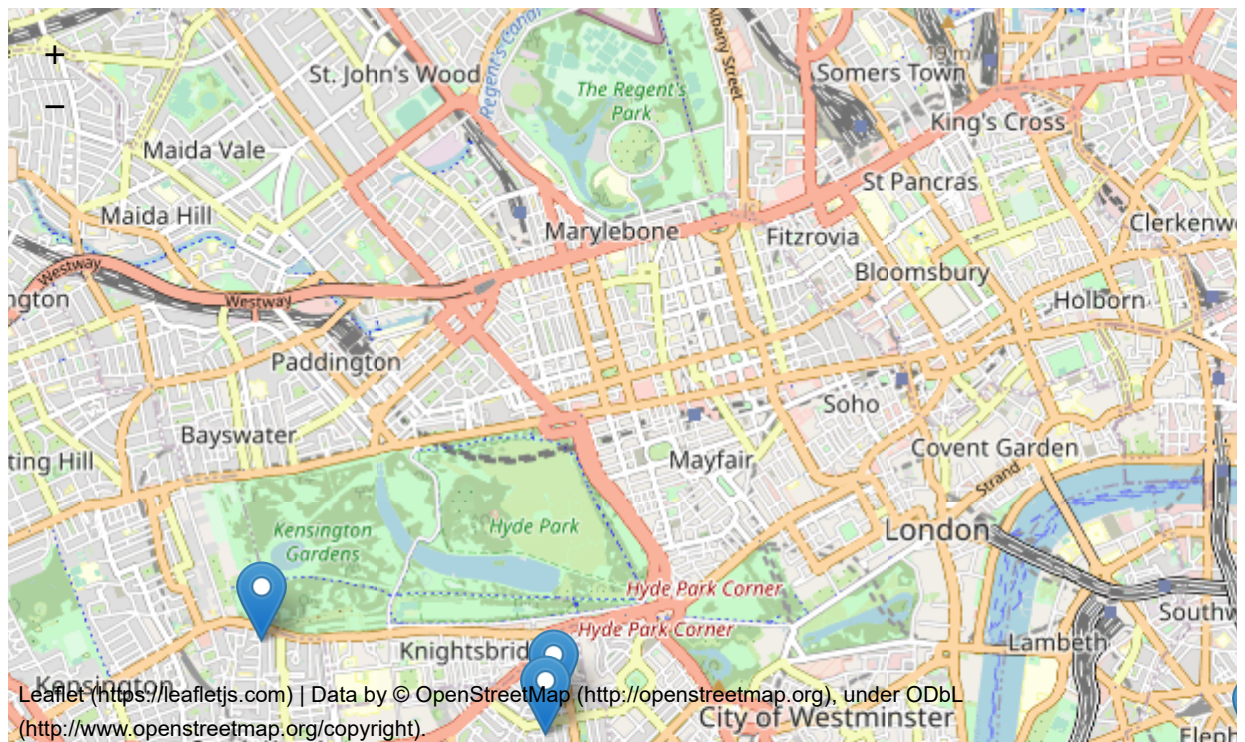 +
−
St. John's Wood
Regent's Canal
The Regent's
Park
Albany Street
19 m
Somers Town
King's Cross
Maida Vale
St Pancras
Maida Hill
Marylebone
Fitzrovia
Clerkenw
Westway
Bloomsbury
ngton
Westway
Holborn
Paddington
Soho
Bayswater
Covent Garden
ting Hill
Mayfair
Strand
Kensington
Gardens
Hyde Park
London
Hyde Park Corner
Hyde Park Corner
Southw
Knightsbrid
Lambeth
Kensington
Leaflet (https://leafletjs.com) | Data by © OpenStreetMap (http://openstreetmap.org), under ODbL
(http://www.openstreetmap.org/copyright).
City of Westminster
Eleph